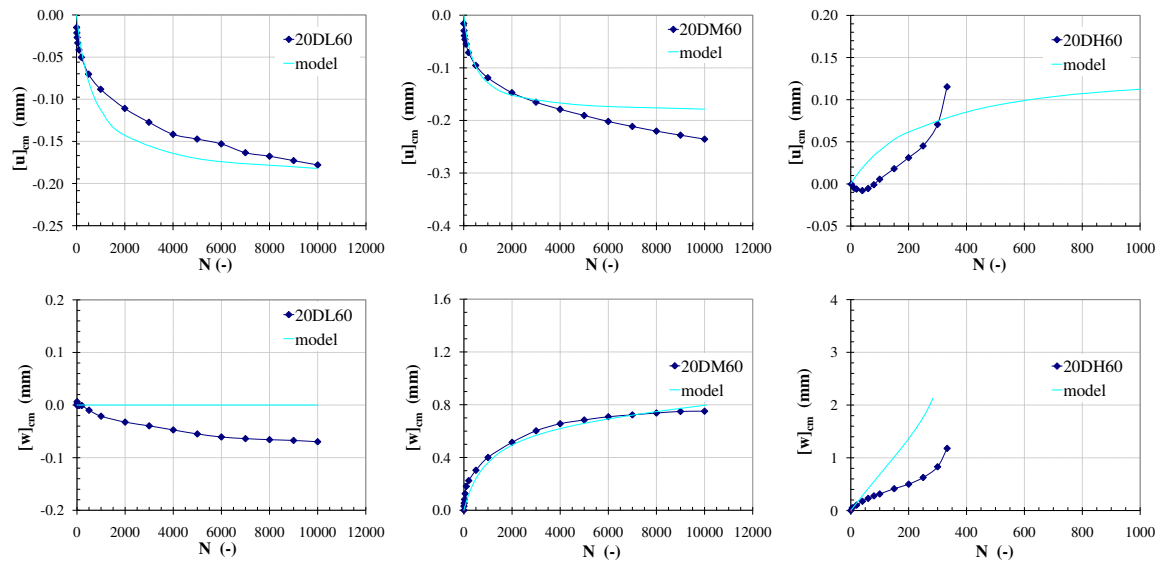 0.00
-0.05
-0.10
-0.15
-0.20
-0.25
[u]cm (mm)
20DL60
model
0 2000 4000 6000 8000 10000 12000
N (-)
0.0
-0.1
-0.2
-0.3
-0.4
[u]cm (mm)
20DM60
model
0 2000 4000 6000 8000 10000 12000
N (-)
0.20
0.15
0.10
0.05
0.00
-0.05
[u]cm (mm)
20DH60
model
0 200 400 600 800 1000
N (-)
0.2
0.1
0.0
-0.1
-0.2
[w]cm (mm)
20DL60
model
0 2000 4000 6000 8000 10000 12000
N (-)
1.6
1.2
0.8
0.4
0.0
[w]cm (mm)
20DM60
model
0 2000 4000 6000 8000 10000 12000
N (-)
4
3
2
1
0
[w]cm (mm)
20DH60
model
0 200 400 600 800 1000
N (-)